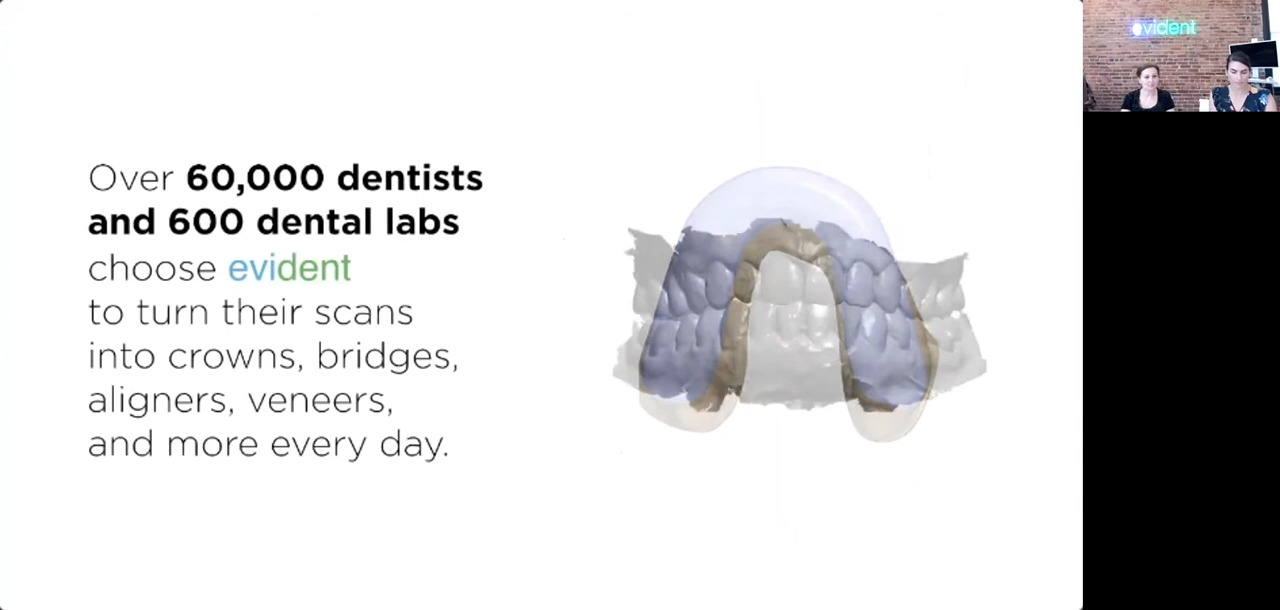 Over 60,000 dentists
and 600 dental labs
choose evident
to turn their scans
into crowns, bridges,
aligners, veneers,
and more every day.
evident